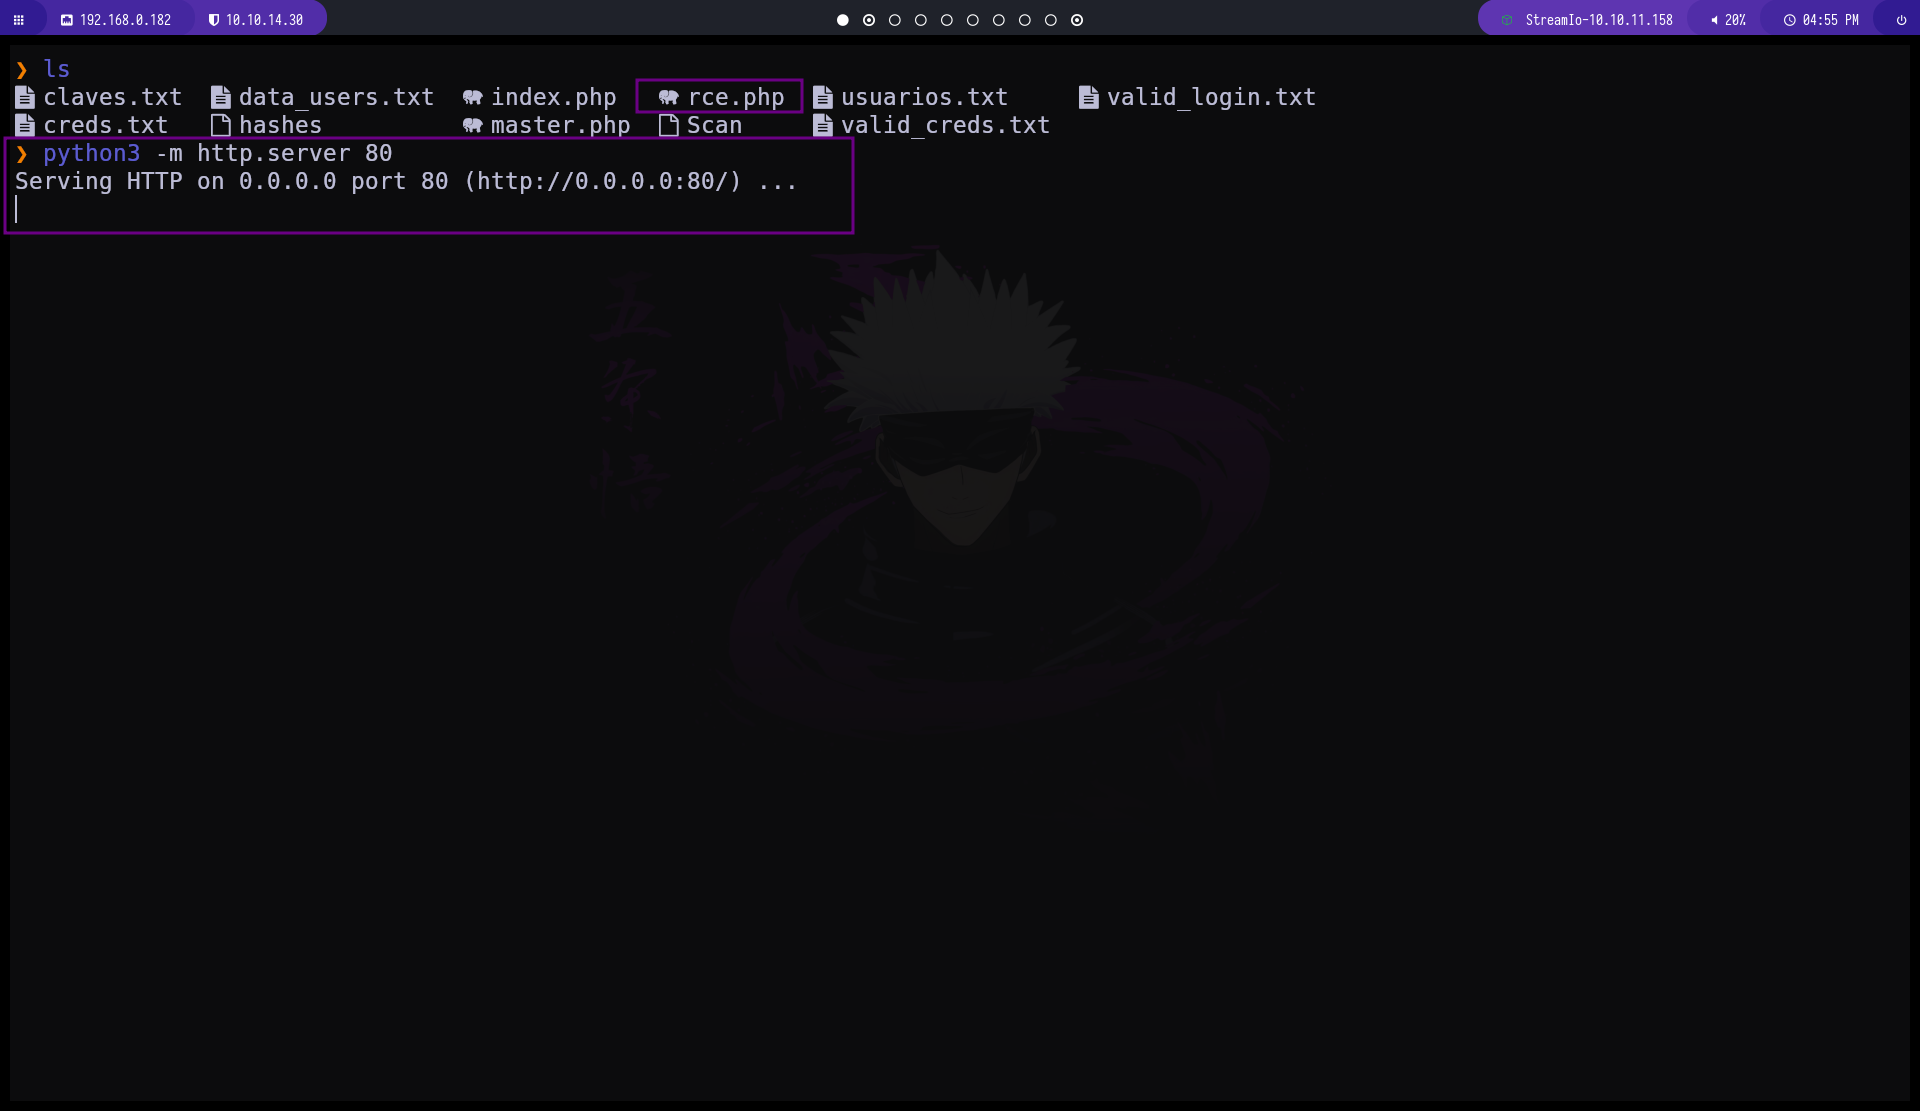 192.168.0.182 10.10.14.30 StreamIo-10.10.11.158 20% 04:55 PM
❯ ls
claves.txt data_users.txt index.php rce.php usuarios.txt valid_login.txt
creds.txt hashes master.php Scan valid_creds.txt
❯ python3 -m http.server 80
Serving HTTP on 0.0.0.0 port 80 (http://0.0.0.0:80/) ...
五
条
悟